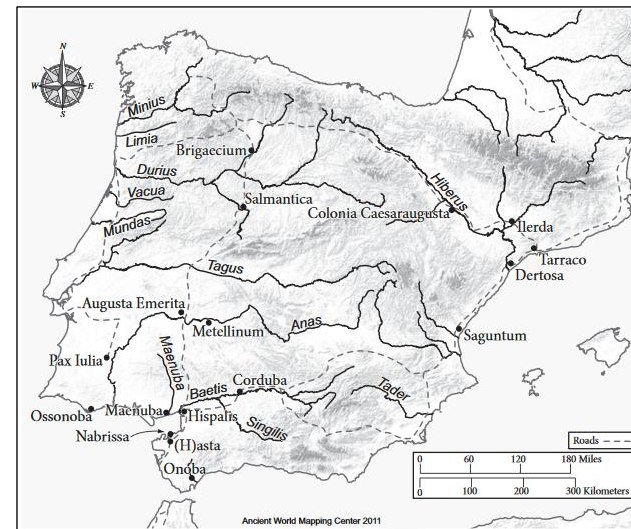 N
W
E
S
Minius
Limia
Brigaecium
Durius
Vacua
Salmantica
Hiberus
Colonia Caesaraugusta
Mundas
Ilerda
Tarraco
Dertosa
Tagus
Augusta Emerita
Metellinum
Anas
Saguntum
Pax Iulia
Maenuba
Corduba
Baetis
Tader
Ossonoba
Maenuba
Hispalis
Singilis
Nabrissa
(H)asta
Onoba
Roads
0 60 120 180 Miles
0 100 200 300 Kilometers
Ancient World Mapping Center 2011